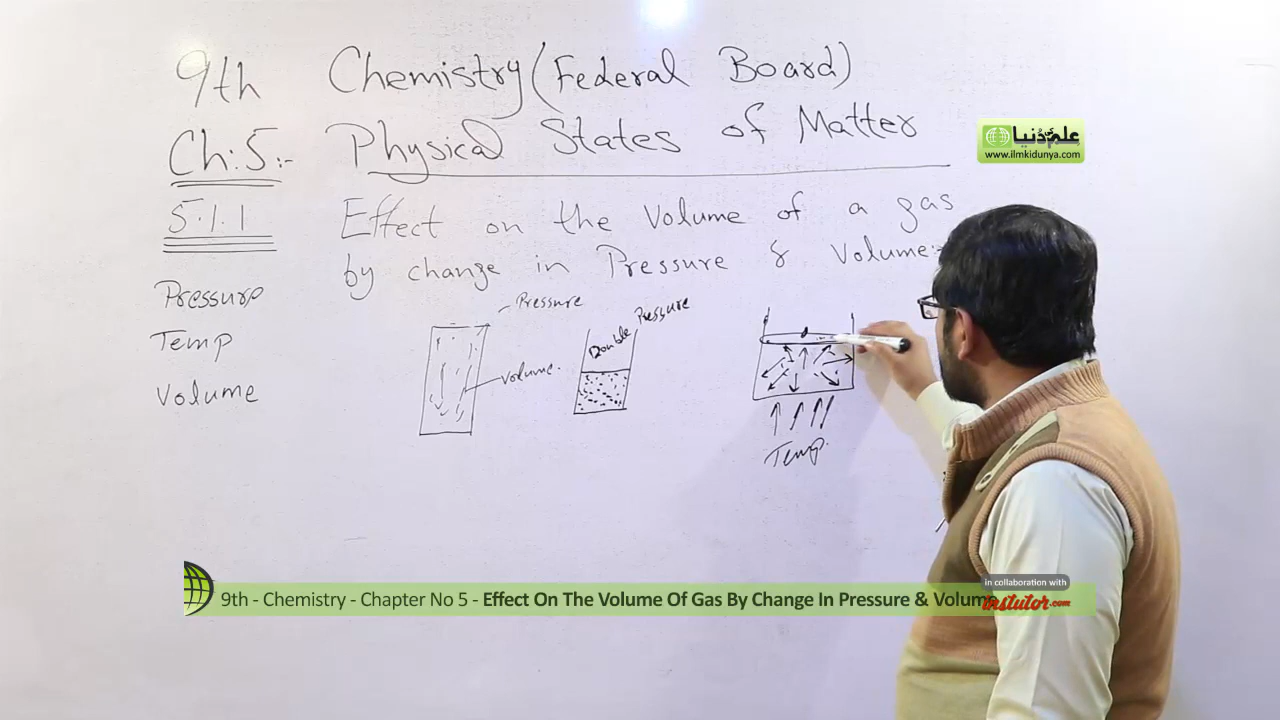 9th Chemistry (Federal Board)
Ch:5:- Physical States of Matter
علم کی دنیا
www.ilmkidunya.com
5.1.1 Effect on the Volume of a gas
by change in Pressure & Volume:-
Pressure
Temp
Volume
Pressure
Volume.
Double
Pressure
Temp.
in collaboration with
instutor.com
9th - Chemistry - Chapter No 5 - Effect On The Volume Of Gas By Change In Pressure & Volume